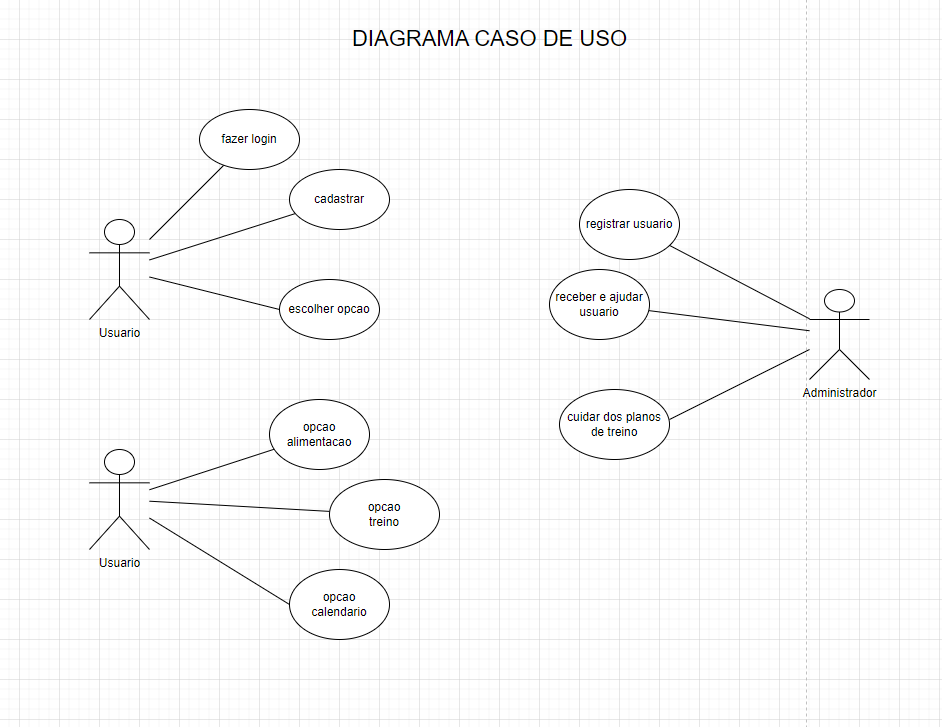 DIAGRAMA CASO DE USO
fazer login
cadastrar
escolher opcao
Usuario
registrar usuario
receber e ajudar
usuario
cuidar dos planos
de treino
Administrador
opcao
alimentacao
opcao
treino
opcao
calendario
Usuario